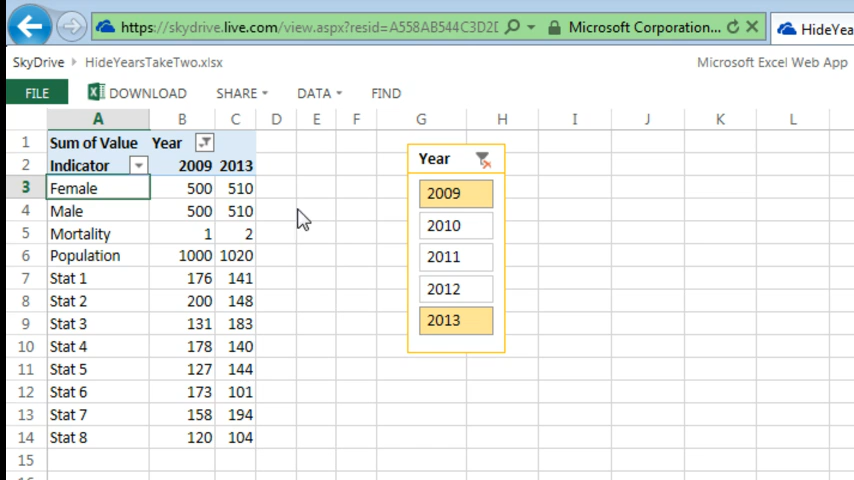 https://skydrive.live.com/view.aspx?resid=A558AB544C3D2D Microsoft Corporation... HideYea
SkyDrive HideYearsTakeTwo.xlsx Microsoft Excel Web App
FILE DOWNLOAD SHARE DATA FIND
A B C D E F G H I J K L
1 Sum of Value Year
2 Indicator 2009 2013
3 Female 500 510
4 Male 500 510
5 Mortality 1 2
6 Population 1000 1020
7 Stat 1 176 141
8 Stat 2 200 148
9 Stat 3 131 183
10 Stat 4 178 140
11 Stat 5 127 144
12 Stat 6 173 101
13 Stat 7 158 194
14 Stat 8 120 104
15
Year
2009
2010
2011
2012
2013